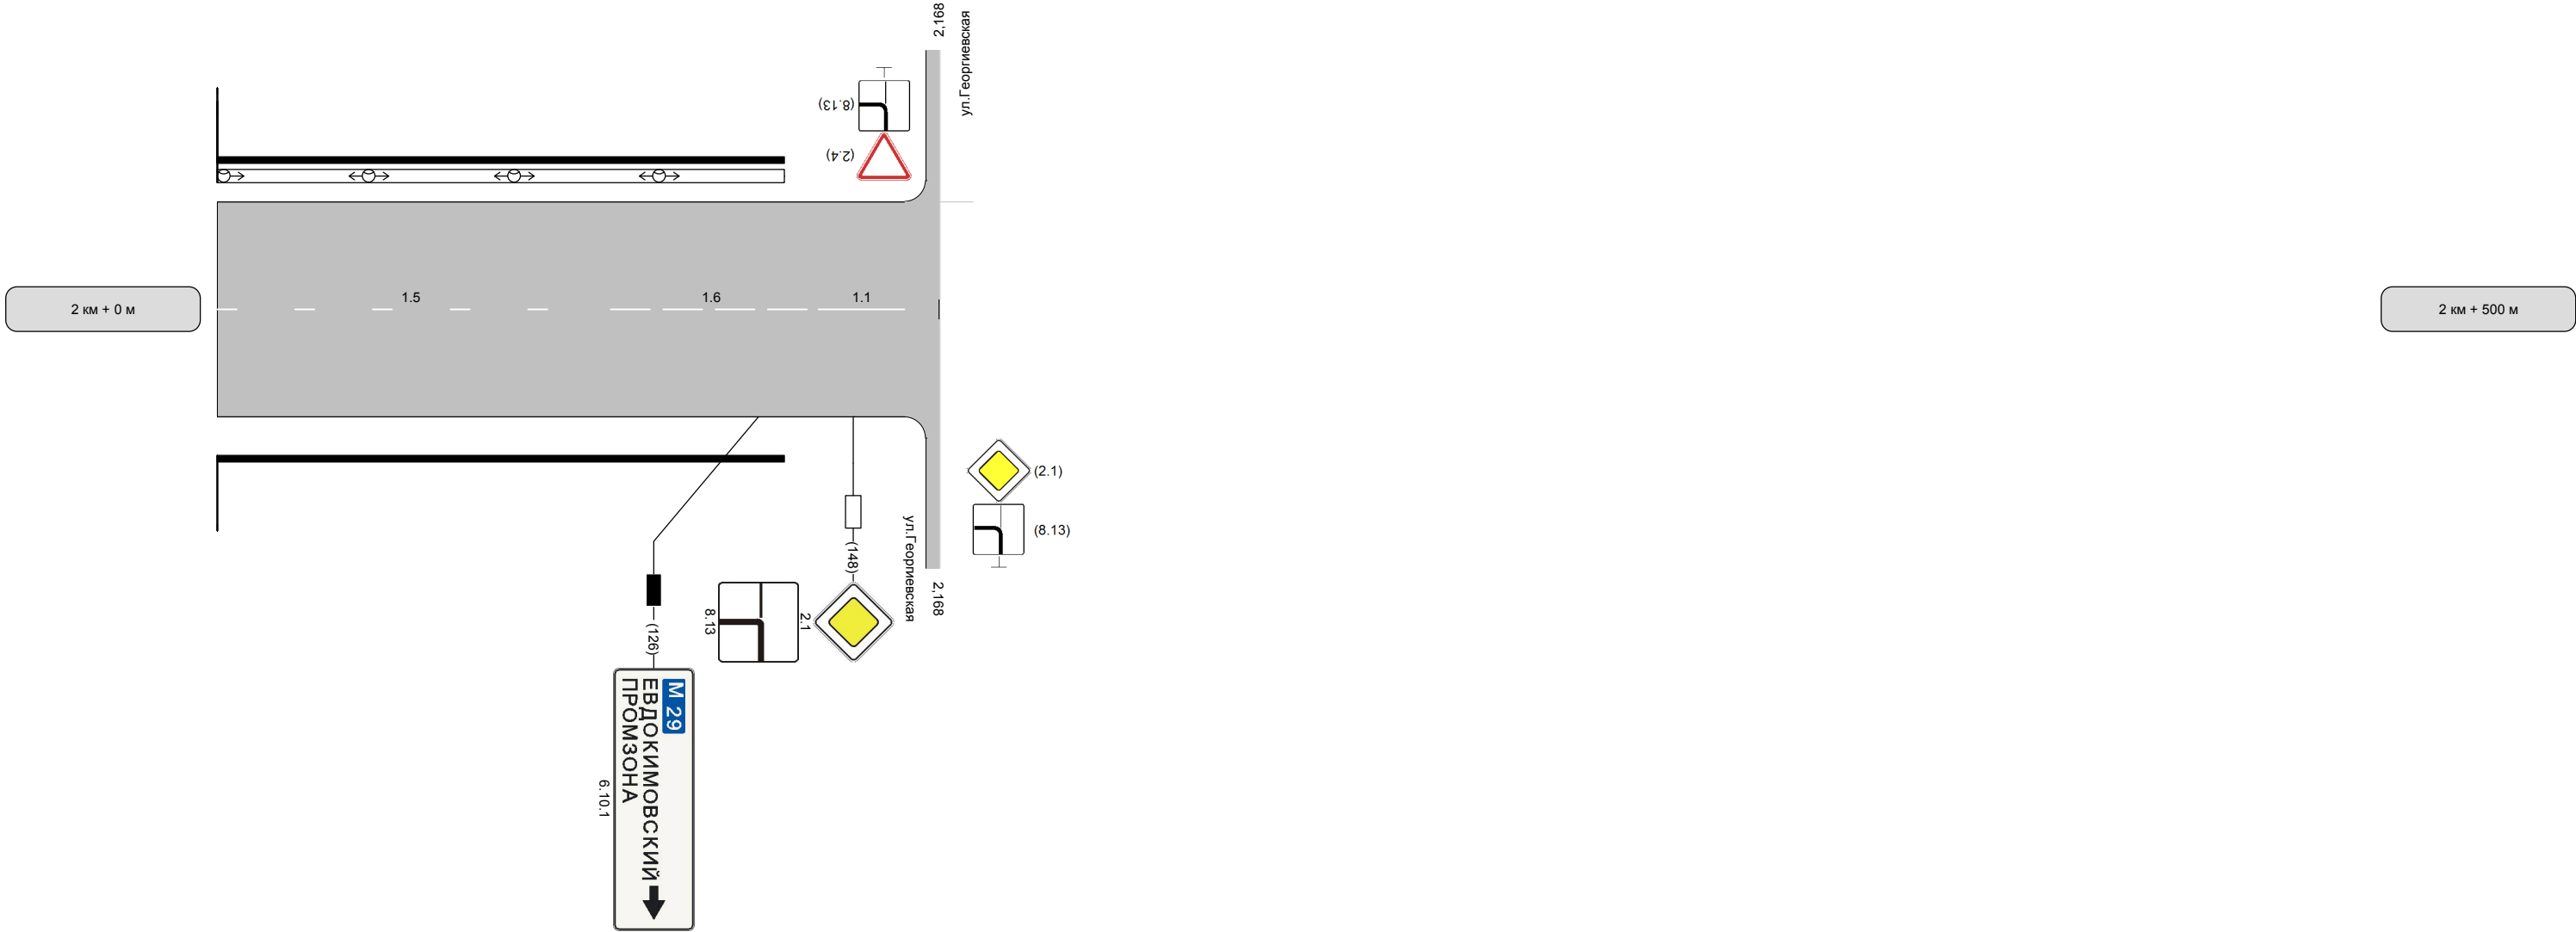 2,168
ул.Георгиевская
(8.13)
(2.4)
1.5
1.6
1.1
2 км + 0 м
2 км + 500 м
(2.1)
(8.13)
ул.Георгиевская
2,168
(148)
2.1
8.13
(126)
М 29
ЕВДОКИМОВСКИЙ
ПРОМЗОНА
6.10.1